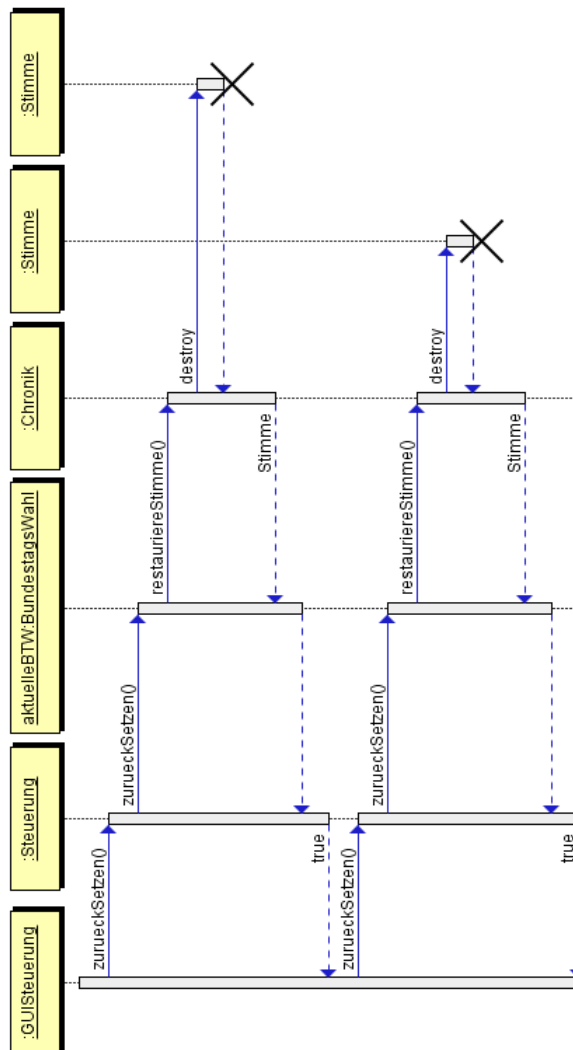 :GUISteuerung
:Steuerung
aktuelleBTW:BundestagsWahl
:Chronik
:Stimme
:Stimme
zurueckSetzen()
zurueckSetzen()
restauriereStimme()
destroy
Stimme
true
zurueckSetzen()
zurueckSetzen()
restauriereStimme()
destroy
Stimme
true